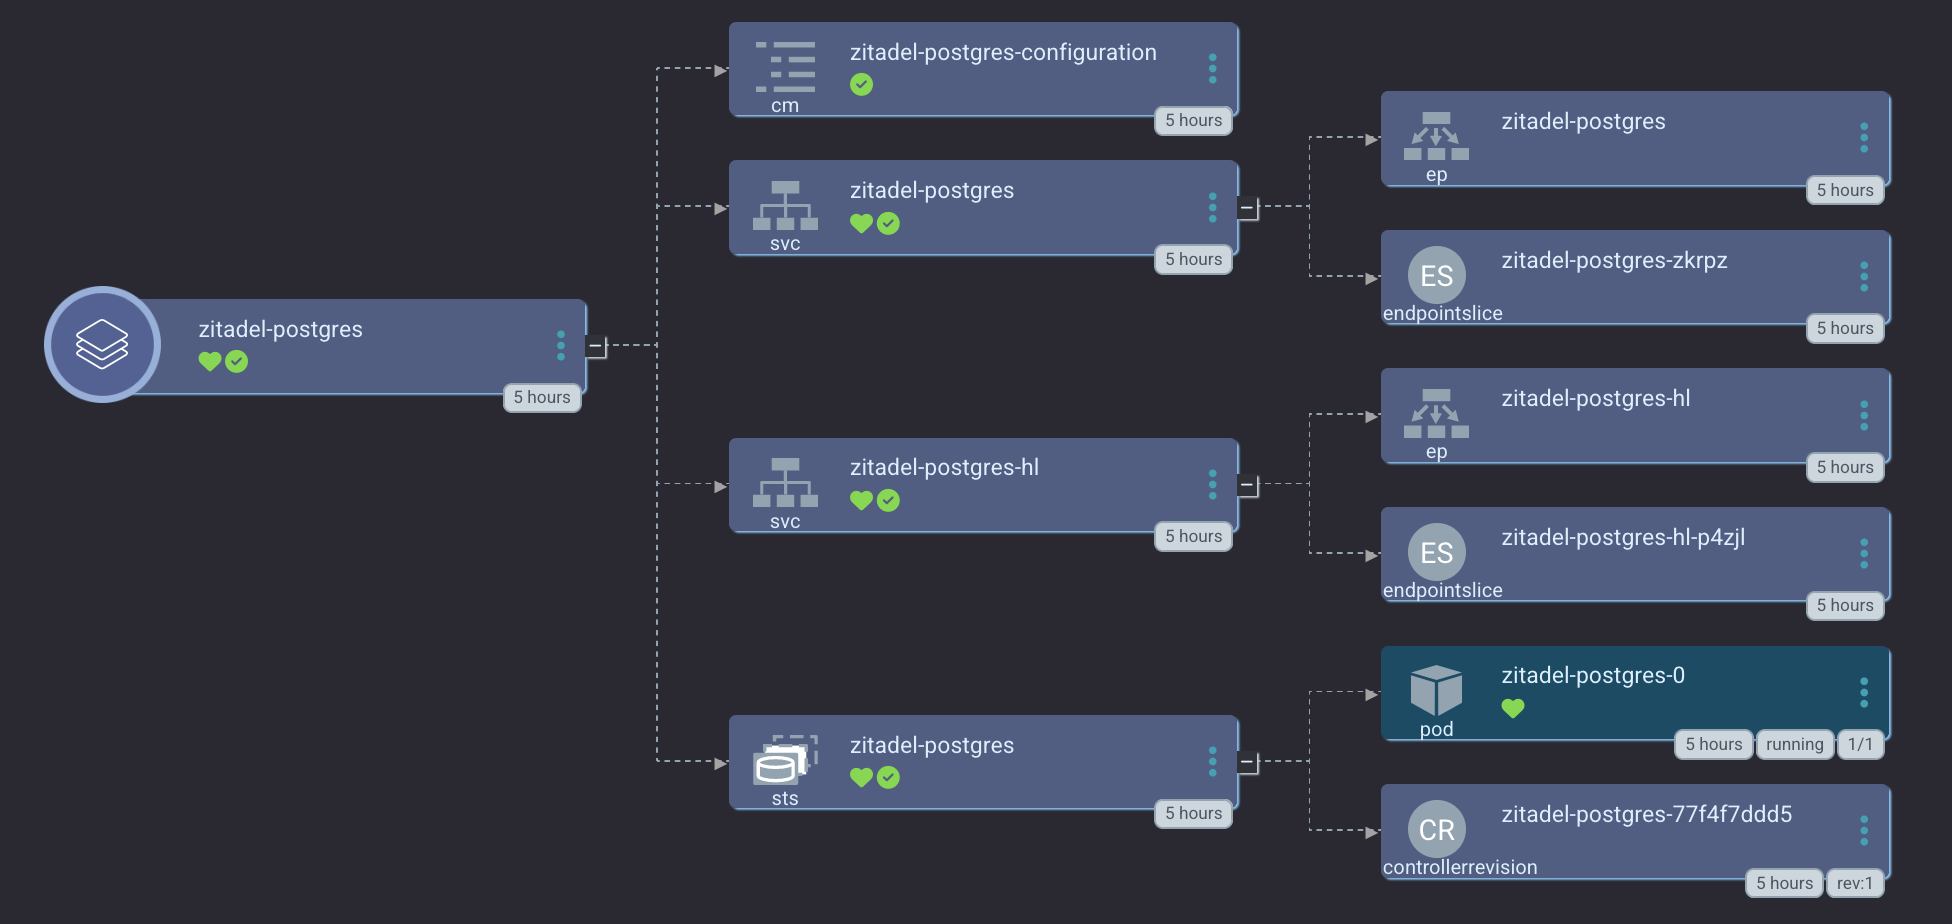 zitadel-postgres
5 hours
zitadel-postgres-configuration
cm
5 hours
zitadel-postgres
svc
5 hours
zitadel-postgres-hl
svc
5 hours
zitadel-postgres
sts
5 hours
zitadel-postgres
ep
5 hours
ES
zitadel-postgres-zkrpz
endpointslice
5 hours
zitadel-postgres-hl
ep
5 hours
ES
zitadel-postgres-hl-p4zjl
endpointslice
5 hours
zitadel-postgres-0
pod
5 hours running 1/1
CR
zitadel-postgres-77f4f7ddd5
controllerrevision
5 hours rev:1